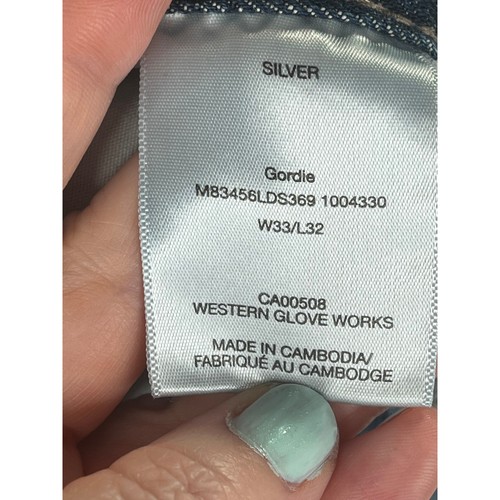 SILVER
Gordie
M83456LDS369 1004330
W33/L32
CA00508
WESTERN GLOVE WORKS
MADE IN CAMBODIA/
FABRIQUÉ AU CAMBODGE